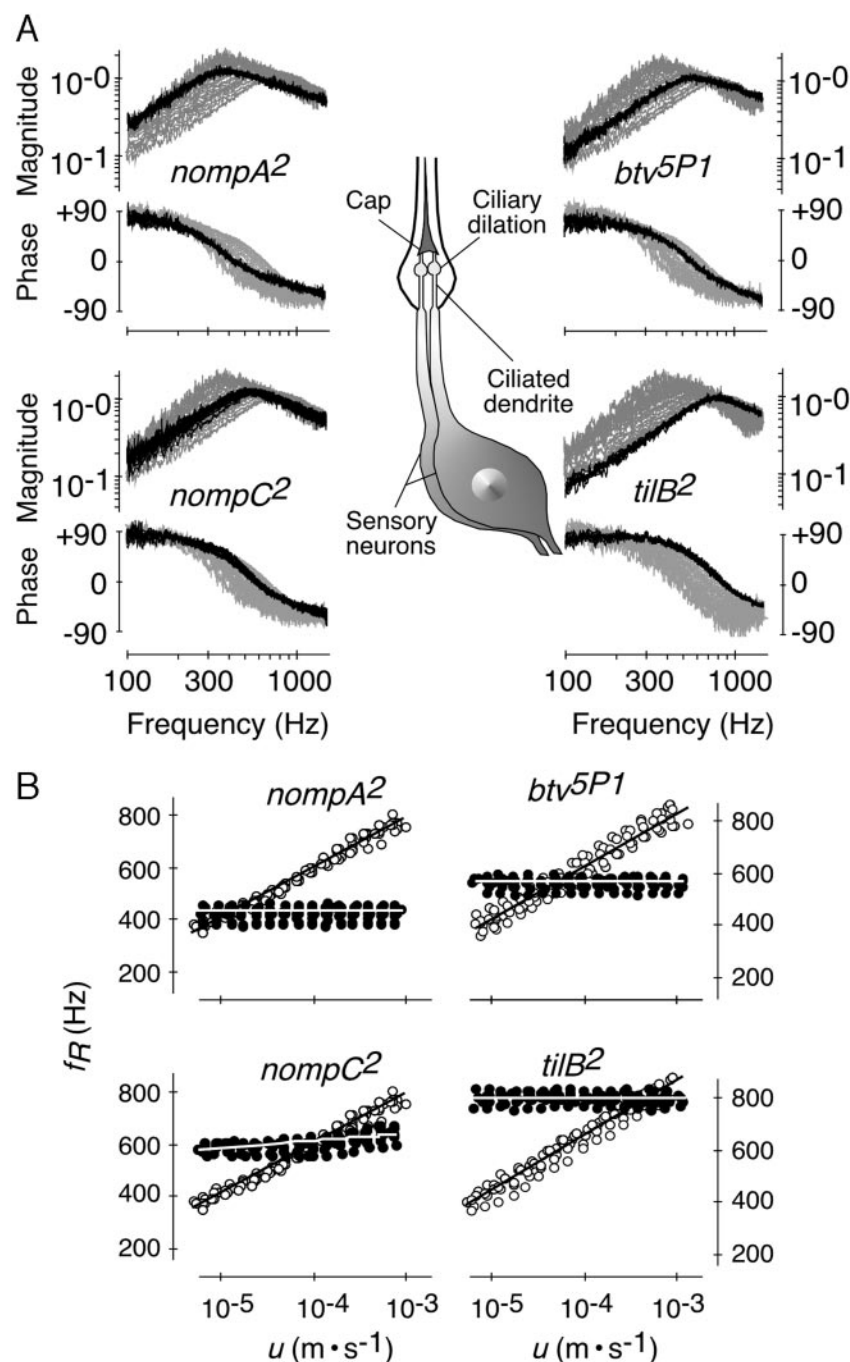 A
Magnitude
10-0
10-1
nompA2
Phase
+90
0
-90
10-0
10-1
btv5P1
+90
0
-90
Cap
Ciliary
dilation
Ciliated
dendrite
Sensory
neurons
Magnitude
10-0
10-1
nompC2
Phase
+90
0
-90
100 300 1000
Frequency (Hz)
10-0
10-1
tilB2
+90
0
-90
100 300 1000
Frequency (Hz)
B
fR (Hz)
nompA2
800
600
400
200
btv5P1
800
600
400
200
nompC2
800
600
400
200
10-5 10-4 10-3
u (m·s-1)
tilB2
800
600
400
200
10-5 10-4 10-3
u (m·s-1)